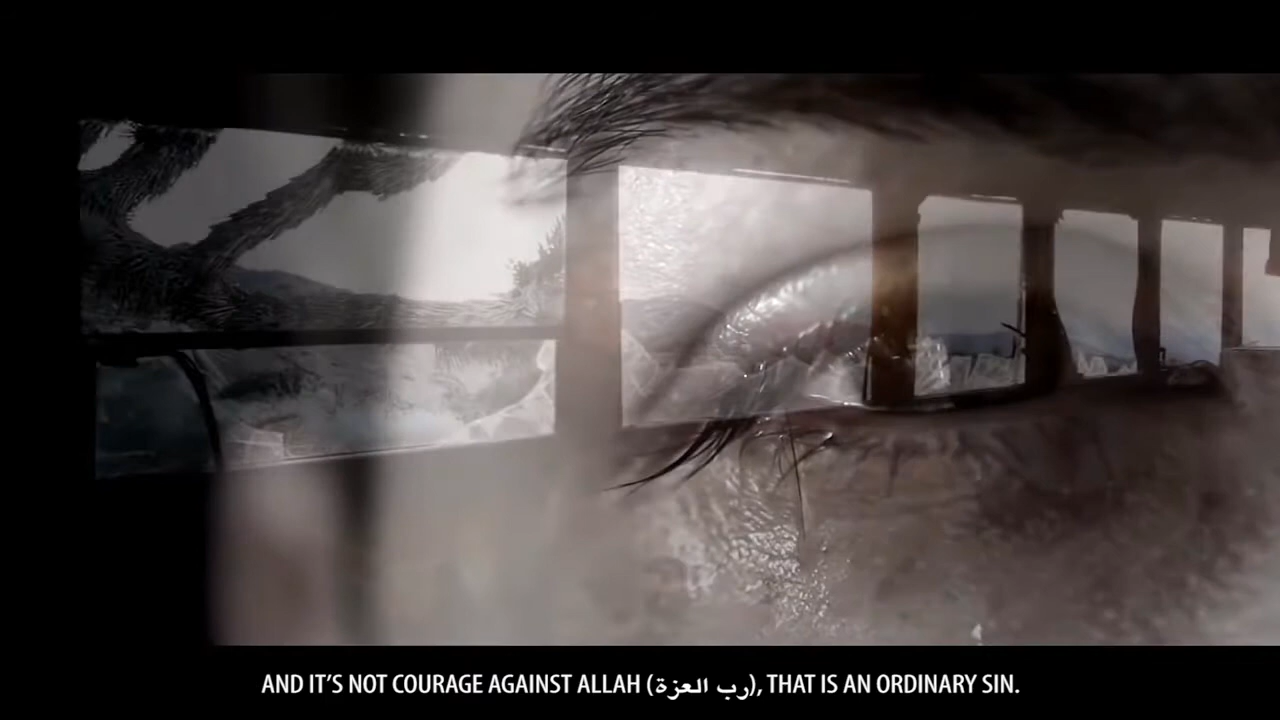 AND IT’S NOT COURAGE AGAINST ALLAH (رب العزة), THAT IS AN ORDINARY SIN.